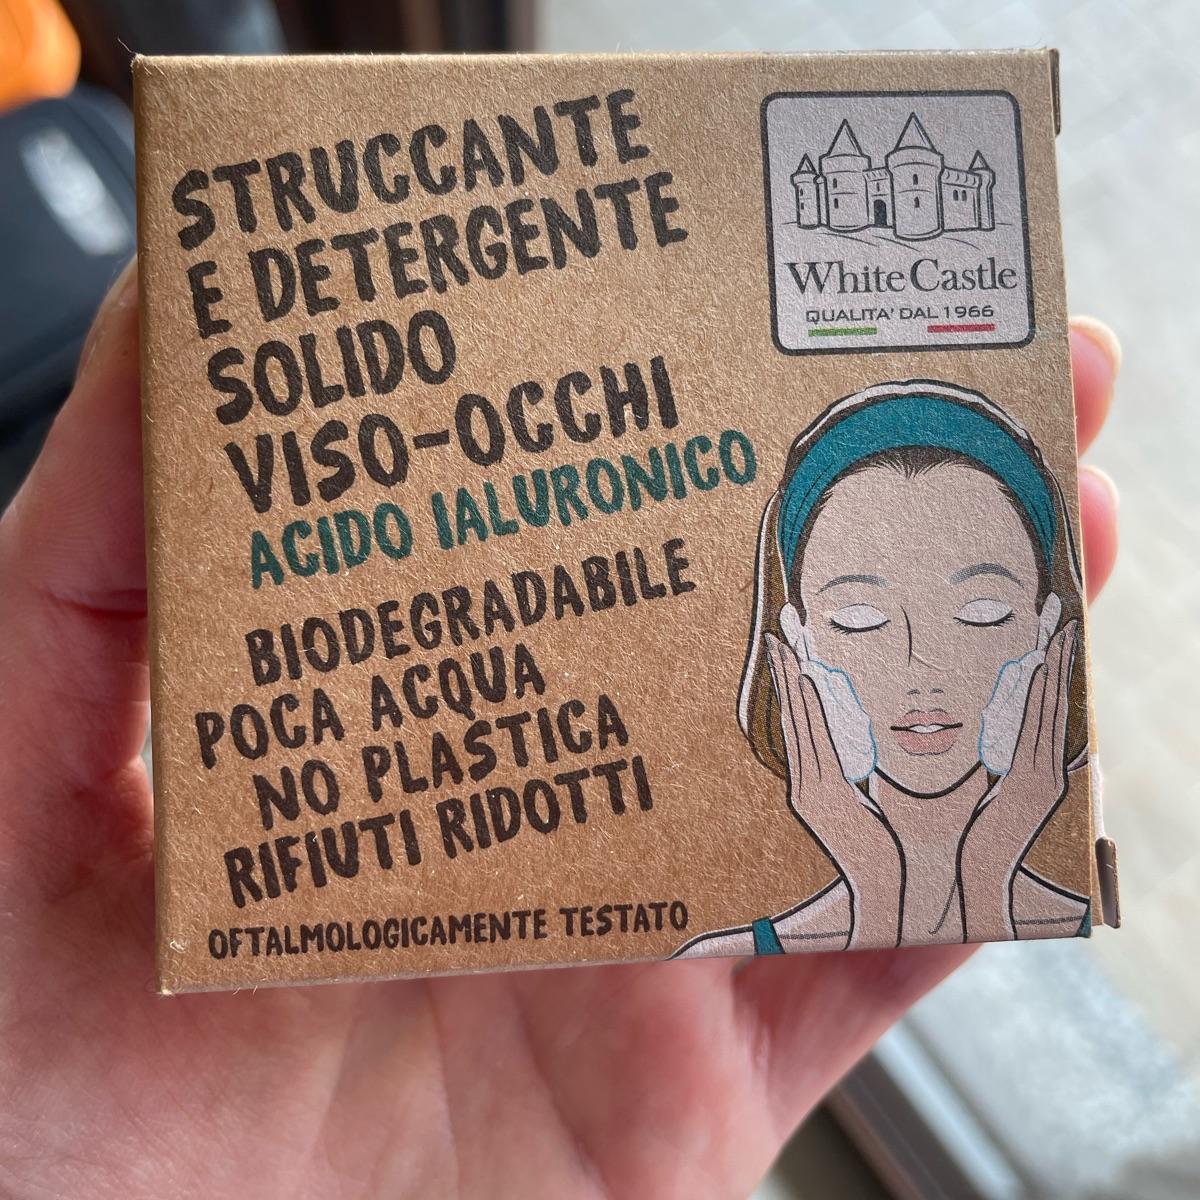 STRUCCANTE
E DETERGENTE
SOLIDO
VISO-OCCHI
ACIDO IALURONICO
BIODEGRADABILE
POCA ACQUA
NO PLASTICA
RIFIUTI RIDOTTI
OFTALMOLOGICAMENTE TESTATO
White Castle
QUALITA' DAL 1966